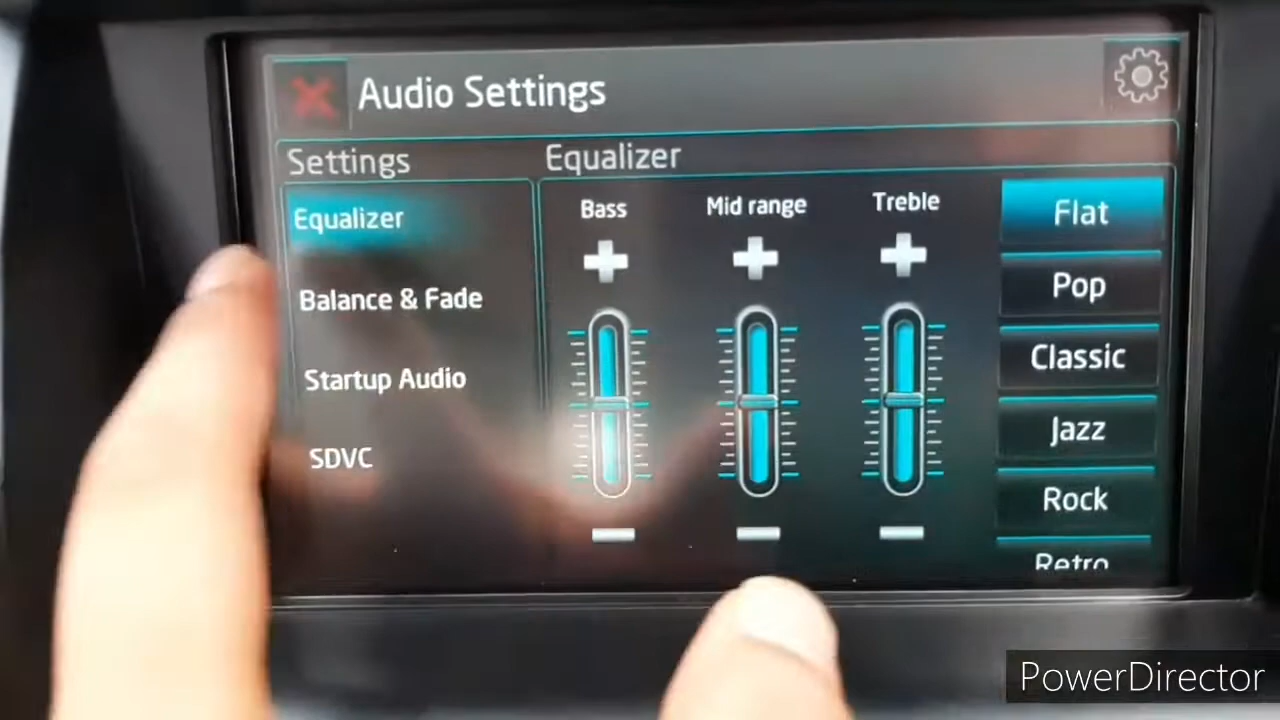 Audio Settings
Settings
Equalizer
Equalizer
Balance & Fade
Startup Audio
SDVC
Bass
Mid range
Treble
Flat
Pop
Classic
Jazz
Rock
Retro
PowerDirector